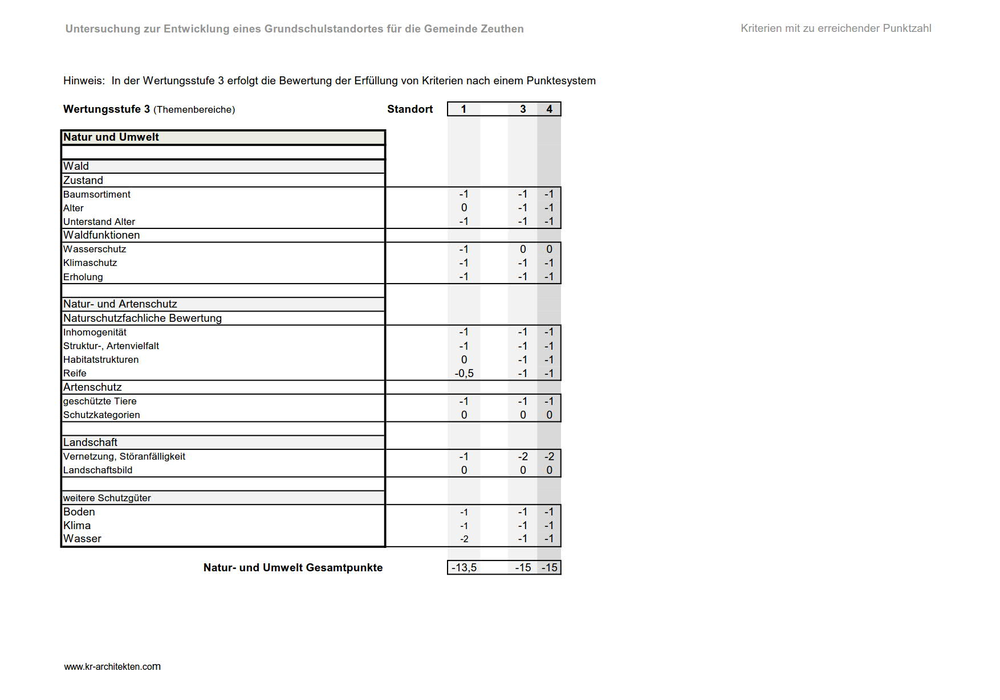 Untersuchung zur Entwicklung eines Grundschulstandortes für die Gemeinde Zeuthen Kriterien mit zu erreichender Punktzahl
Hinweis: In der Wertungsstufe 3 erfolgt die Bewertung der Erfüllung von Kriterien nach einem Punktesystem
Wertungsstufe 3 (Themenbereiche) Standort 1 3 4
Natur und Umwelt
Wald
Zustand
Baumsortiment -1 -1 -1
Alter 0 -1 -1
Unterstand Alter -1 -1 -1
Waldfunktionen
Wasserschutz -1 0 0
Klimaschutz -1 -1 -1
Erholung -1 -1 -1
Natur- und Artenschutz
Naturschutzfachliche Bewertung
Inhomogenität -1 -1 -1
Struktur-, Artenvielfalt -1 -1 -1
Habitatstrukturen 0 -1 -1
Reife -0,5 -1 -1
Artenschutz
geschützte Tiere -1 -1 -1
Schutzkategorien 0 0 0
Landschaft
Vernetzung, Störanfälligkeit -1 -2 -2
Landschaftsbild 0 0 0
weitere Schutzgüter
Boden -1 -1 -1
Klima -1 -1 -1
Wasser -2 -1 -1
Natur- und Umwelt Gesamtpunkte -13,5 -15 -15
www.kr-architekten.com